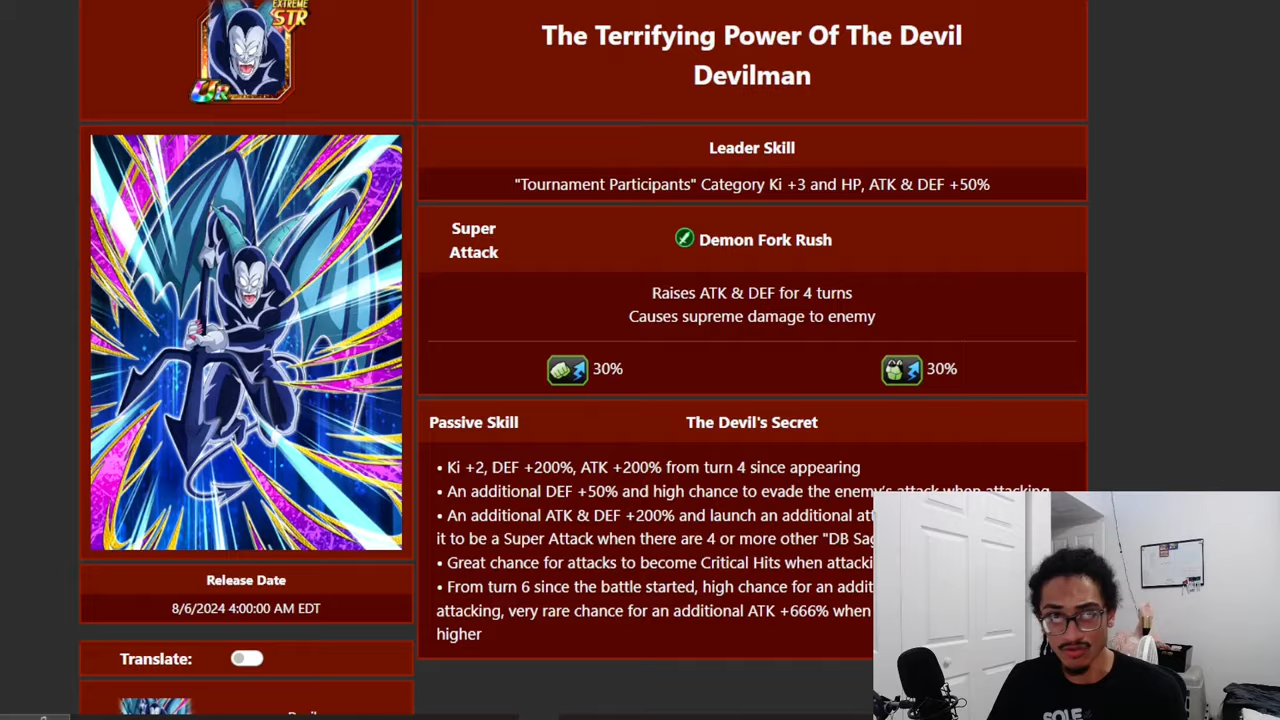 EXTREME
STR
UR
The Terrifying Power Of The Devil
Devilman
Leader Skill
"Tournament Participants" Category Ki +3 and HP, ATK & DEF +50%
Super
Attack
Demon Fork Rush
Raises ATK & DEF for 4 turns
Causes supreme damage to enemy
30%
30%
Passive Skill
The Devil's Secret
• Ki +2, DEF +200%, ATK +200% from turn 4 since appearing
• An additional DEF +50% and high chance to evade the enemy's attack when attacking
• An additional ATK & DEF +200% and launch an additional
it to be a Super Attack when there are 4 or more other "DB
• Great chance for attacks to become Critical Hits when
• From turn 6 since the battle started, high chance for an
attacking, very rare chance for an additional ATK +666% when
higher
Release Date
8/6/2024 4:00:00 AM EDT
Translate:
SOLE